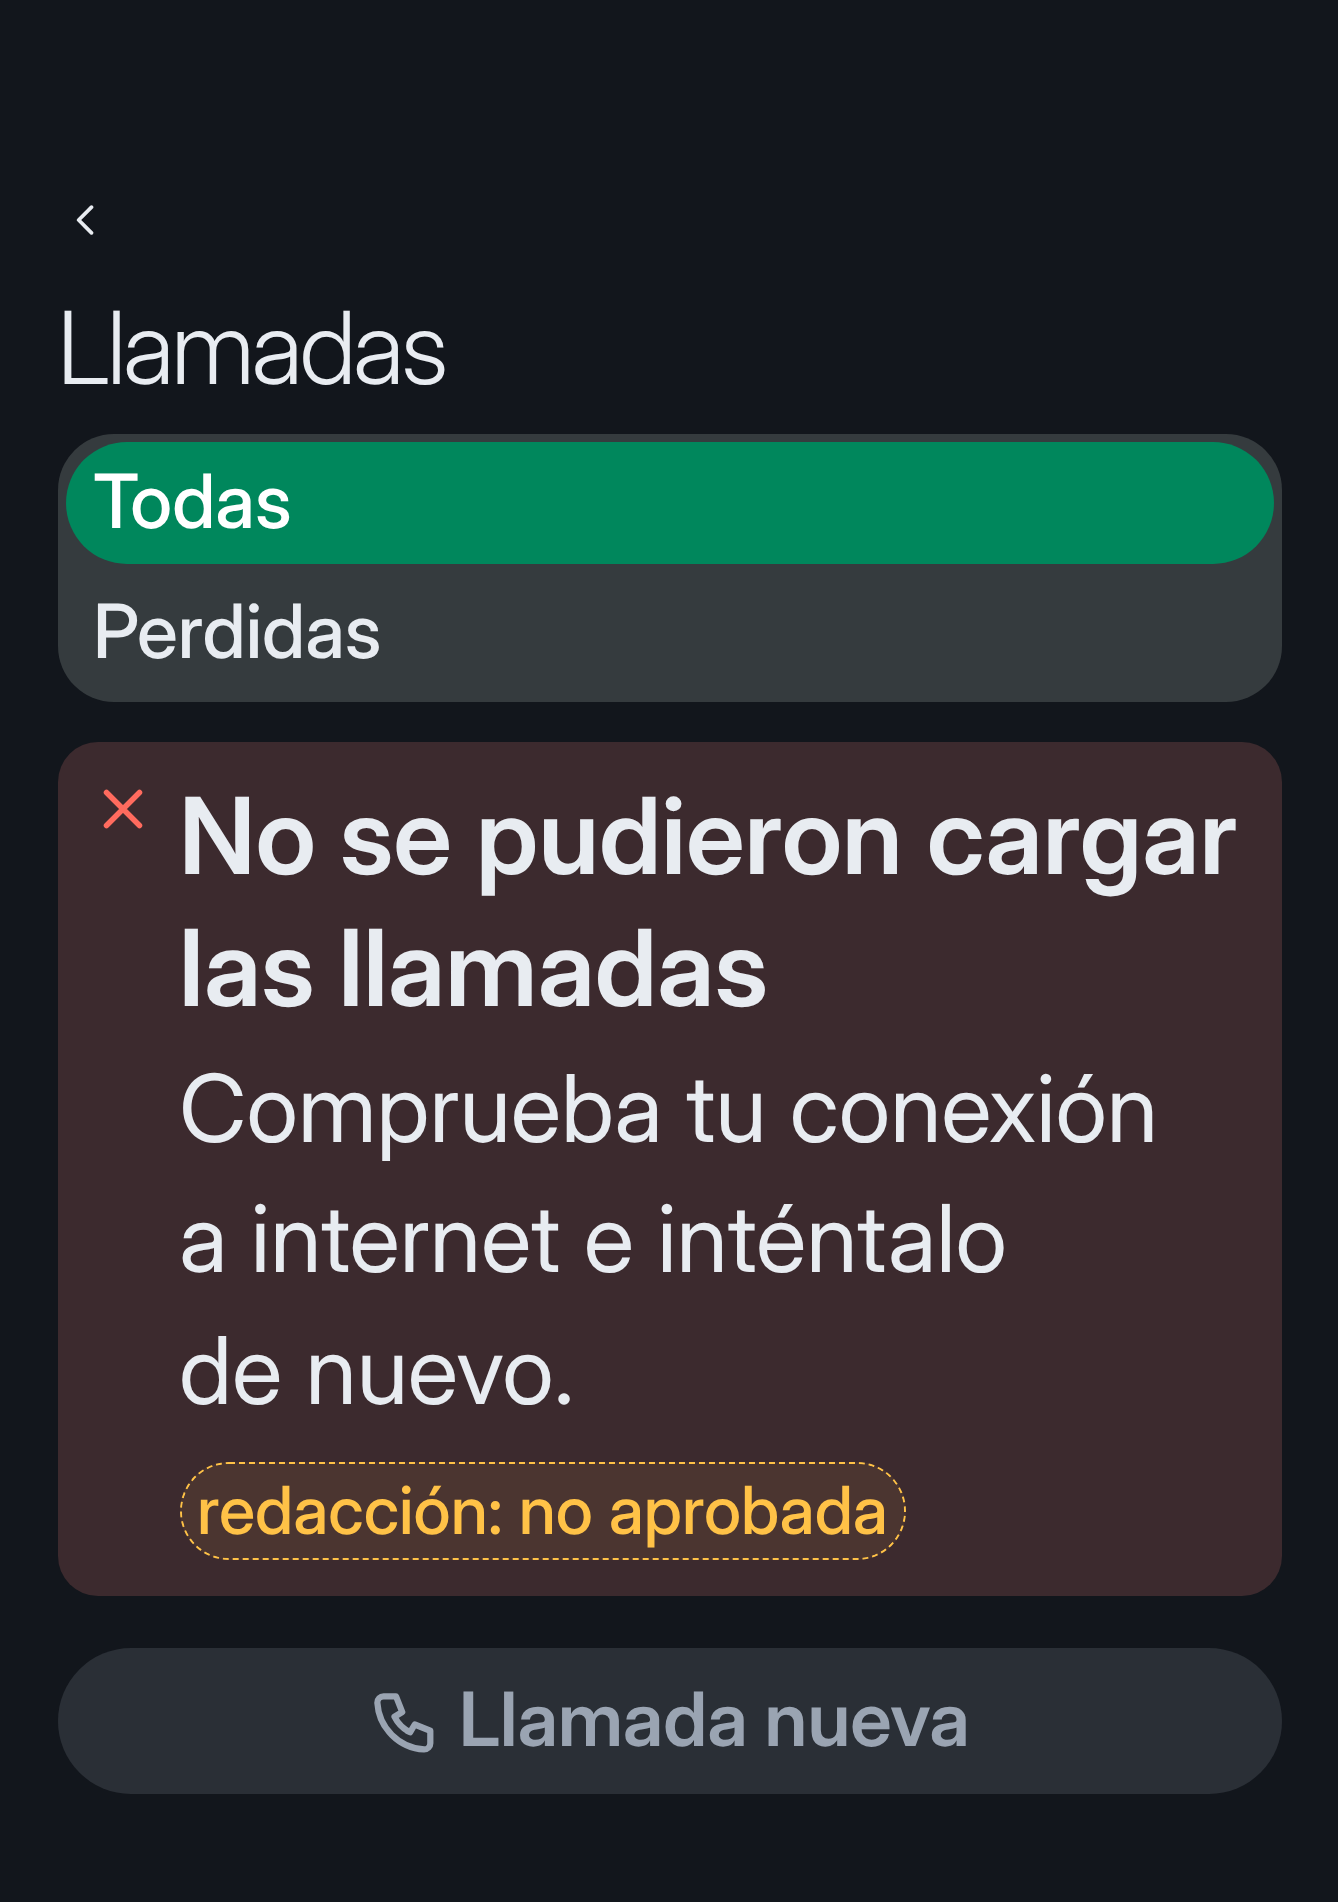 Llamadas
Todas
Perdidas
No se pudieron cargar
las llamadas
Comprueba tu conexión
a internet e inténtalo
de nuevo.
redacción: no aprobada
Llamada nueva